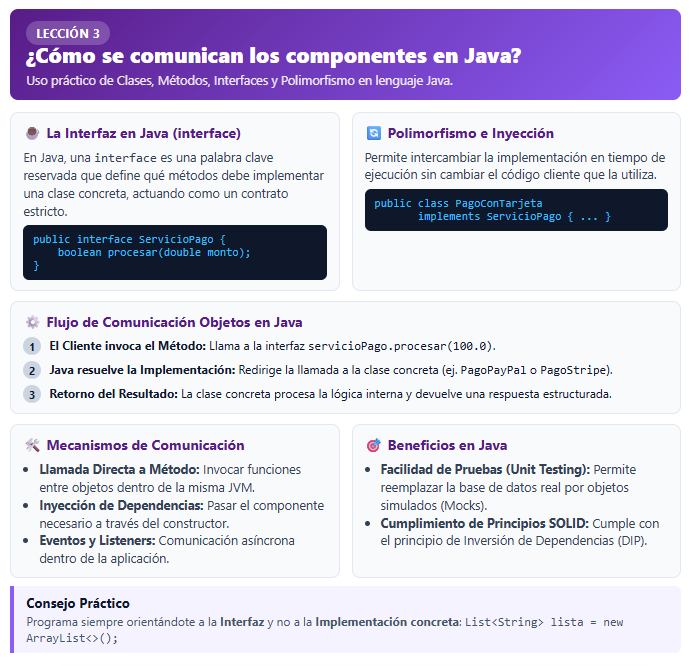 LECCIÓN 3
¿Cómo se comunican los componentes en Java?
Uso práctico de Clases, Métodos, Interfaces y Polimorfismo en lenguaje Java.
La Interfaz en Java (interface)
En Java, una interface es una palabra clave
reservada que define qué métodos debe implementar
una clase concreta, actuando como un contrato
estricto.
public interface ServicioPago {
    boolean procesar(double monto);
}
Polimorfismo e Inyección
Permite intercambiar la implementación en tiempo de
ejecución sin cambiar el código cliente que la utiliza.
public class PagoConTarjeta
       implements ServicioPago { ... }
Flujo de Comunicación Objetos en Java
1 El Cliente invoca el Método: Llama a la interfaz servicioPago.procesar(100.0).
2 Java resuelve la Implementación: Redirige la llamada a la clase concreta (ej. PagoPayPal o PagoStripe).
3 Retorno del Resultado: La clase concreta procesa la lógica interna y devuelve una respuesta estructurada.
Mecanismos de Comunicación
• Llamada Directa a Método: Invocar funciones
entre objetos dentro de la misma JVM.
• Inyección de Dependencias: Pasar el componente
necesario a través del constructor.
• Eventos y Listeners: Comunicación asíncrona
dentro de la aplicación.
Beneficios en Java
• Facilidad de Pruebas (Unit Testing): Permite
reemplazar la base de datos real por objetos
simulados (Mocks).
• Cumplimiento de Principios SOLID: Cumple con
el principio de Inversión de Dependencias (DIP).
Consejo Práctico
Programa siempre orientándote a la Interfaz y no a la Implementación concreta: List<String> lista = new
ArrayList<>();